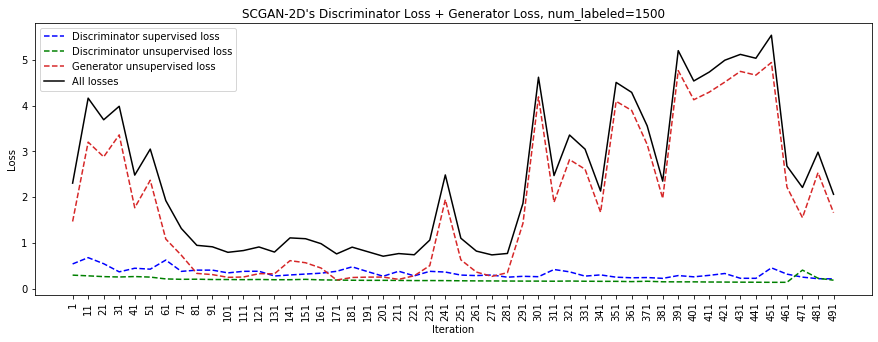 SCGAN-2D's Discriminator Loss + Generator Loss, num_labeled=1500
Discriminator supervised loss
Discriminator unsupervised loss
Generator unsupervised loss
All losses
Loss
5
4
3
2
1
0
1 11 21 31 41 51 61 71 81 91 101 111 121 131 141 151 161 171 181 191 201 211 221 231 241 251 261 271 281 291 301 311 321 331 341 351 361 371 381 391 401 411 421 431 441 451 461 471 481 491
Iteration